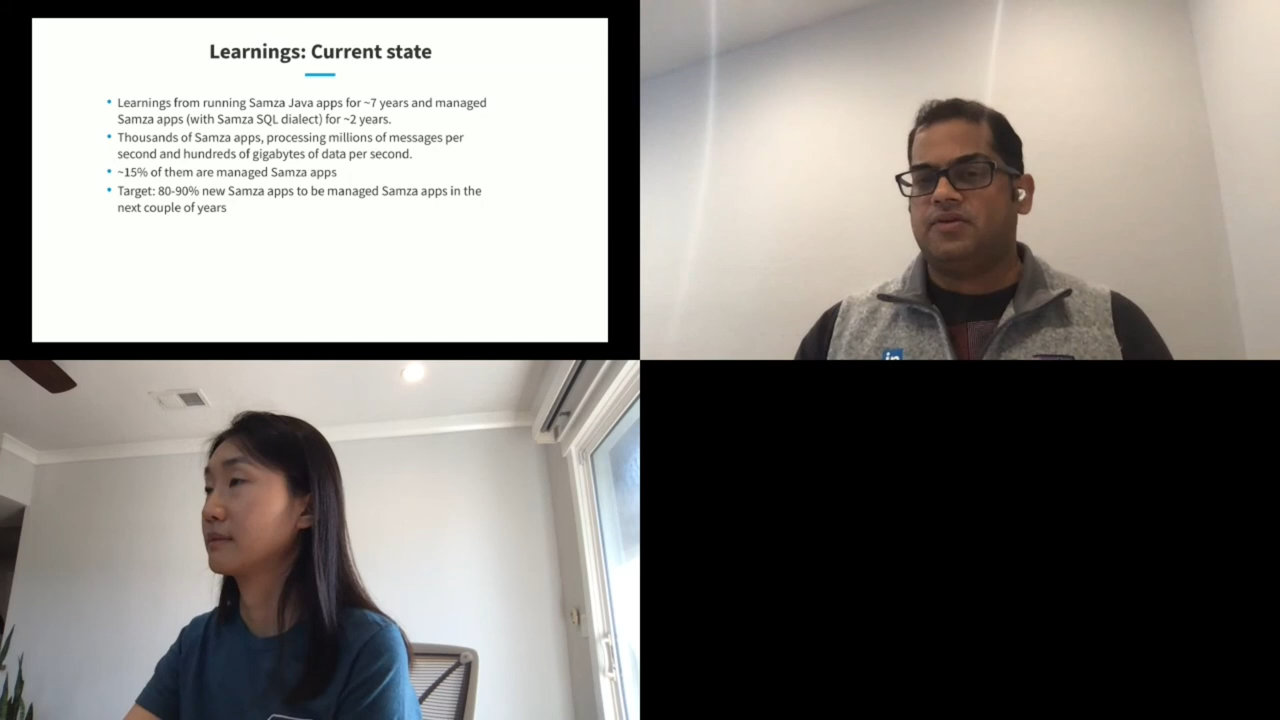 Learnings: Current state
• Learnings from running Samza Java apps for ~7 years and managed
Samza apps (with Samza SQL dialect) for ~2 years.
• Thousands of Samza apps, processing millions of messages per
second and hundreds of gigabytes of data per second.
• ~15% of them are managed Samza apps
• Target: 80-90% new Samza apps to be managed Samza apps in the
next couple of years
in